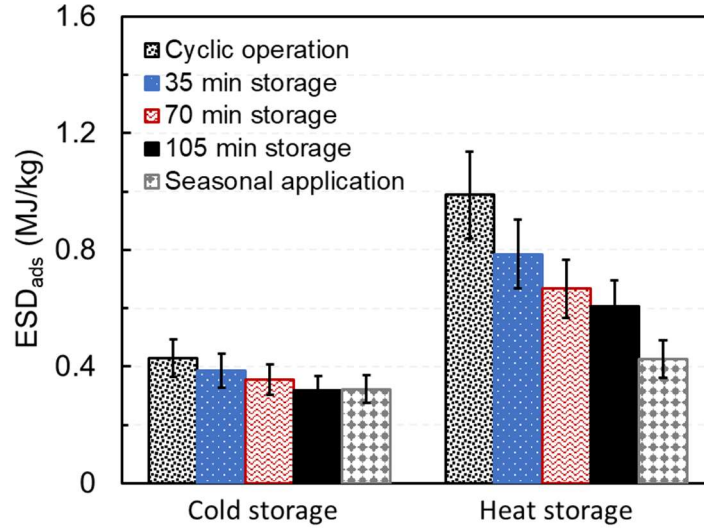 1.6
Cyclic operation
35 min storage
70 min storage
1.2
105 min storage
Seasonal application
0.8
ESD_ads (MJ/kg)
0.4
0
Cold storage Heat storage